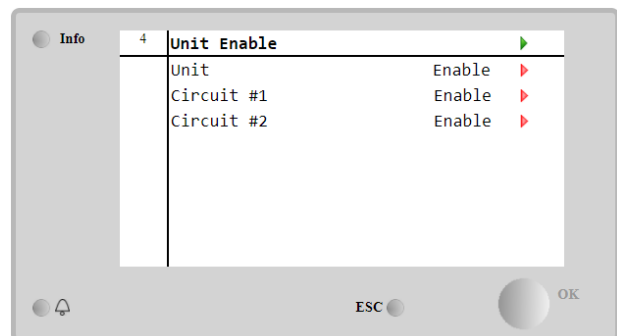 Info
4 Unit Enable
Unit Enable
Circuit #1 Enable
Circuit #2 Enable
ESC
OK